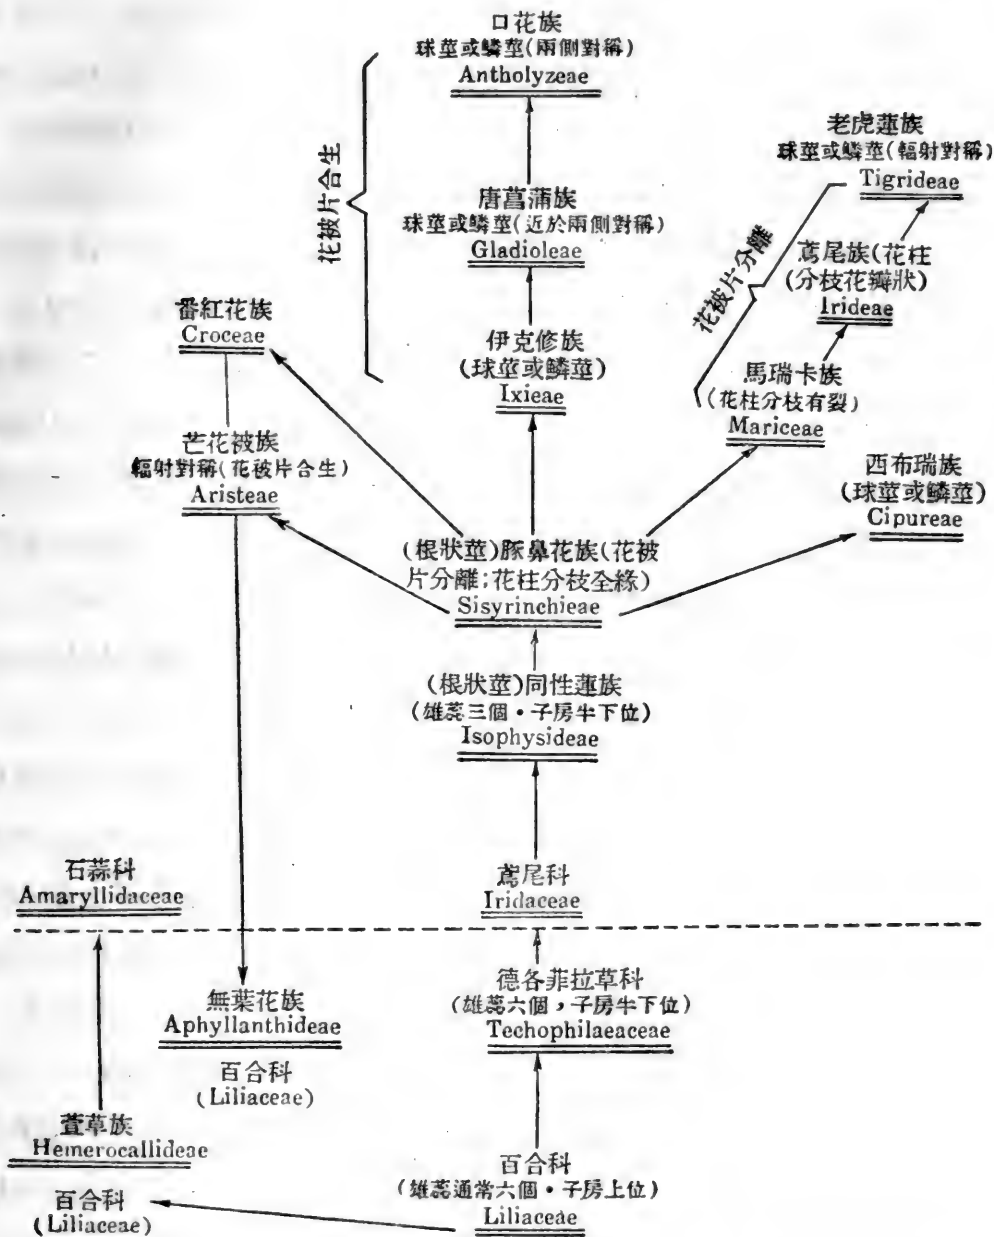 口花族
球莖或鱗莖(兩側對稱)
Antholyzeae
花被片合生
唐菖蒲族
球莖或鱗莖(近於兩側對稱)
Gladioleae
伊克修族
(球莖或鱗莖)
Ixieae
老虎蓮族
球莖或鱗莖(輻射對稱)
Tigrideae
花被片分離
鳶尾族(花柱
(分枝花瓣狀)
Irideae
馬瑞卡族
(花柱分枝有裂)
Mariceae
番紅花族
Croceae
芒花被族
輻射對稱(花被片合生)
Aristeae
西布瑞族
(球莖或鱗莖)
Cipureae
(根狀莖)豚鼻花族(花被
片分離;花柱分枝全緣)
Sisyrinchieae
(根狀莖)同性蓮族
(雄蕊三個・子房半下位)
Isophysideae
石蒜科
Amaryllidaceae
鳶尾科
Iridaceae
無葉花族
Aphyllanthideae
百合科
(Liliaceae)
德各菲拉草科
(雄蕊六個,子房半下位)
Techophilaeaceae
萱草族
Hemerocallideae
百合科
(Liliaceae)
百合科
(雄蕊通常六個・子房上位)
Liliaceae